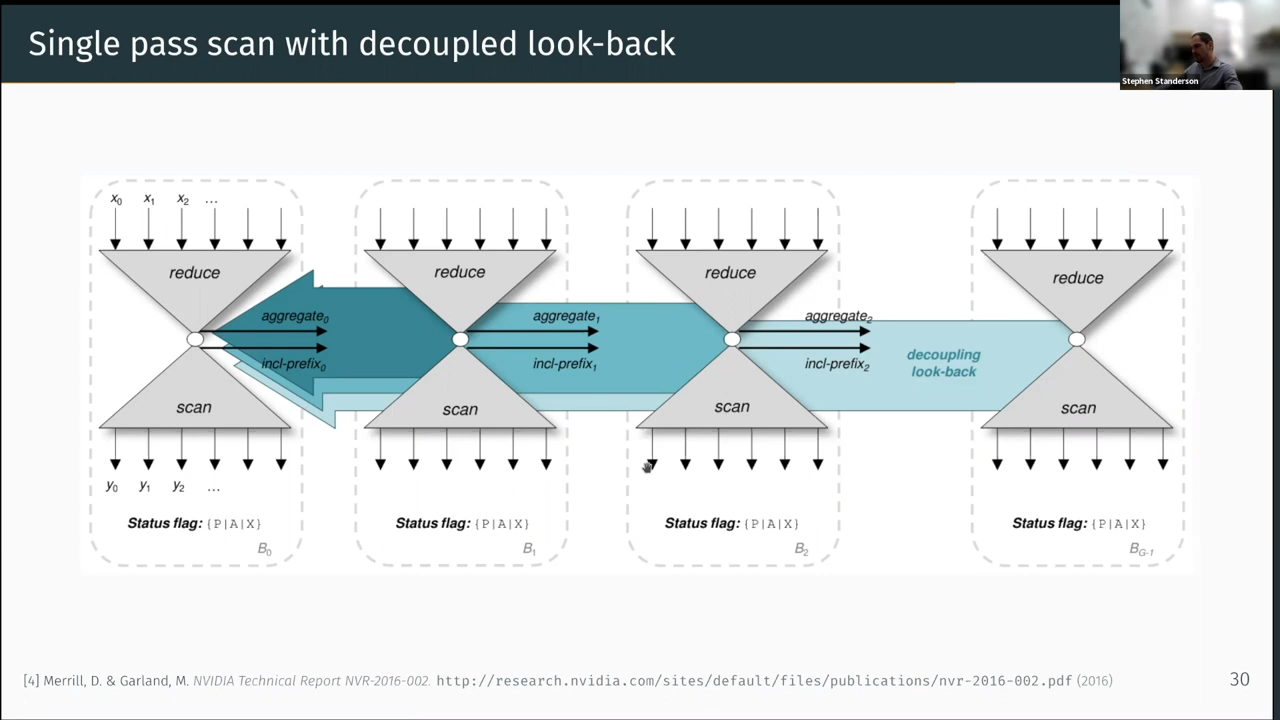 Single pass scan with decoupled look-back
Stephen Standerson
x0 x1 x2 ...
reduce reduce reduce reduce
aggregate0 aggregate1 aggregate2
incl-prefix0 incl-prefix1 incl-prefix2
decoupling
look-back
scan scan scan scan
y0 y1 y2 ...
Status flag: {P|A|X} Status flag: {P|A|X} Status flag: {P|A|X} Status flag: {P|A|X}
B0 B1 B2 BG-1
[4] Merrill, D. & Garland, M. NVIDIA Technical Report NVR-2016-002. http://research.nvidia.com/sites/default/files/publications/nvr-2016-002.pdf (2016)
30